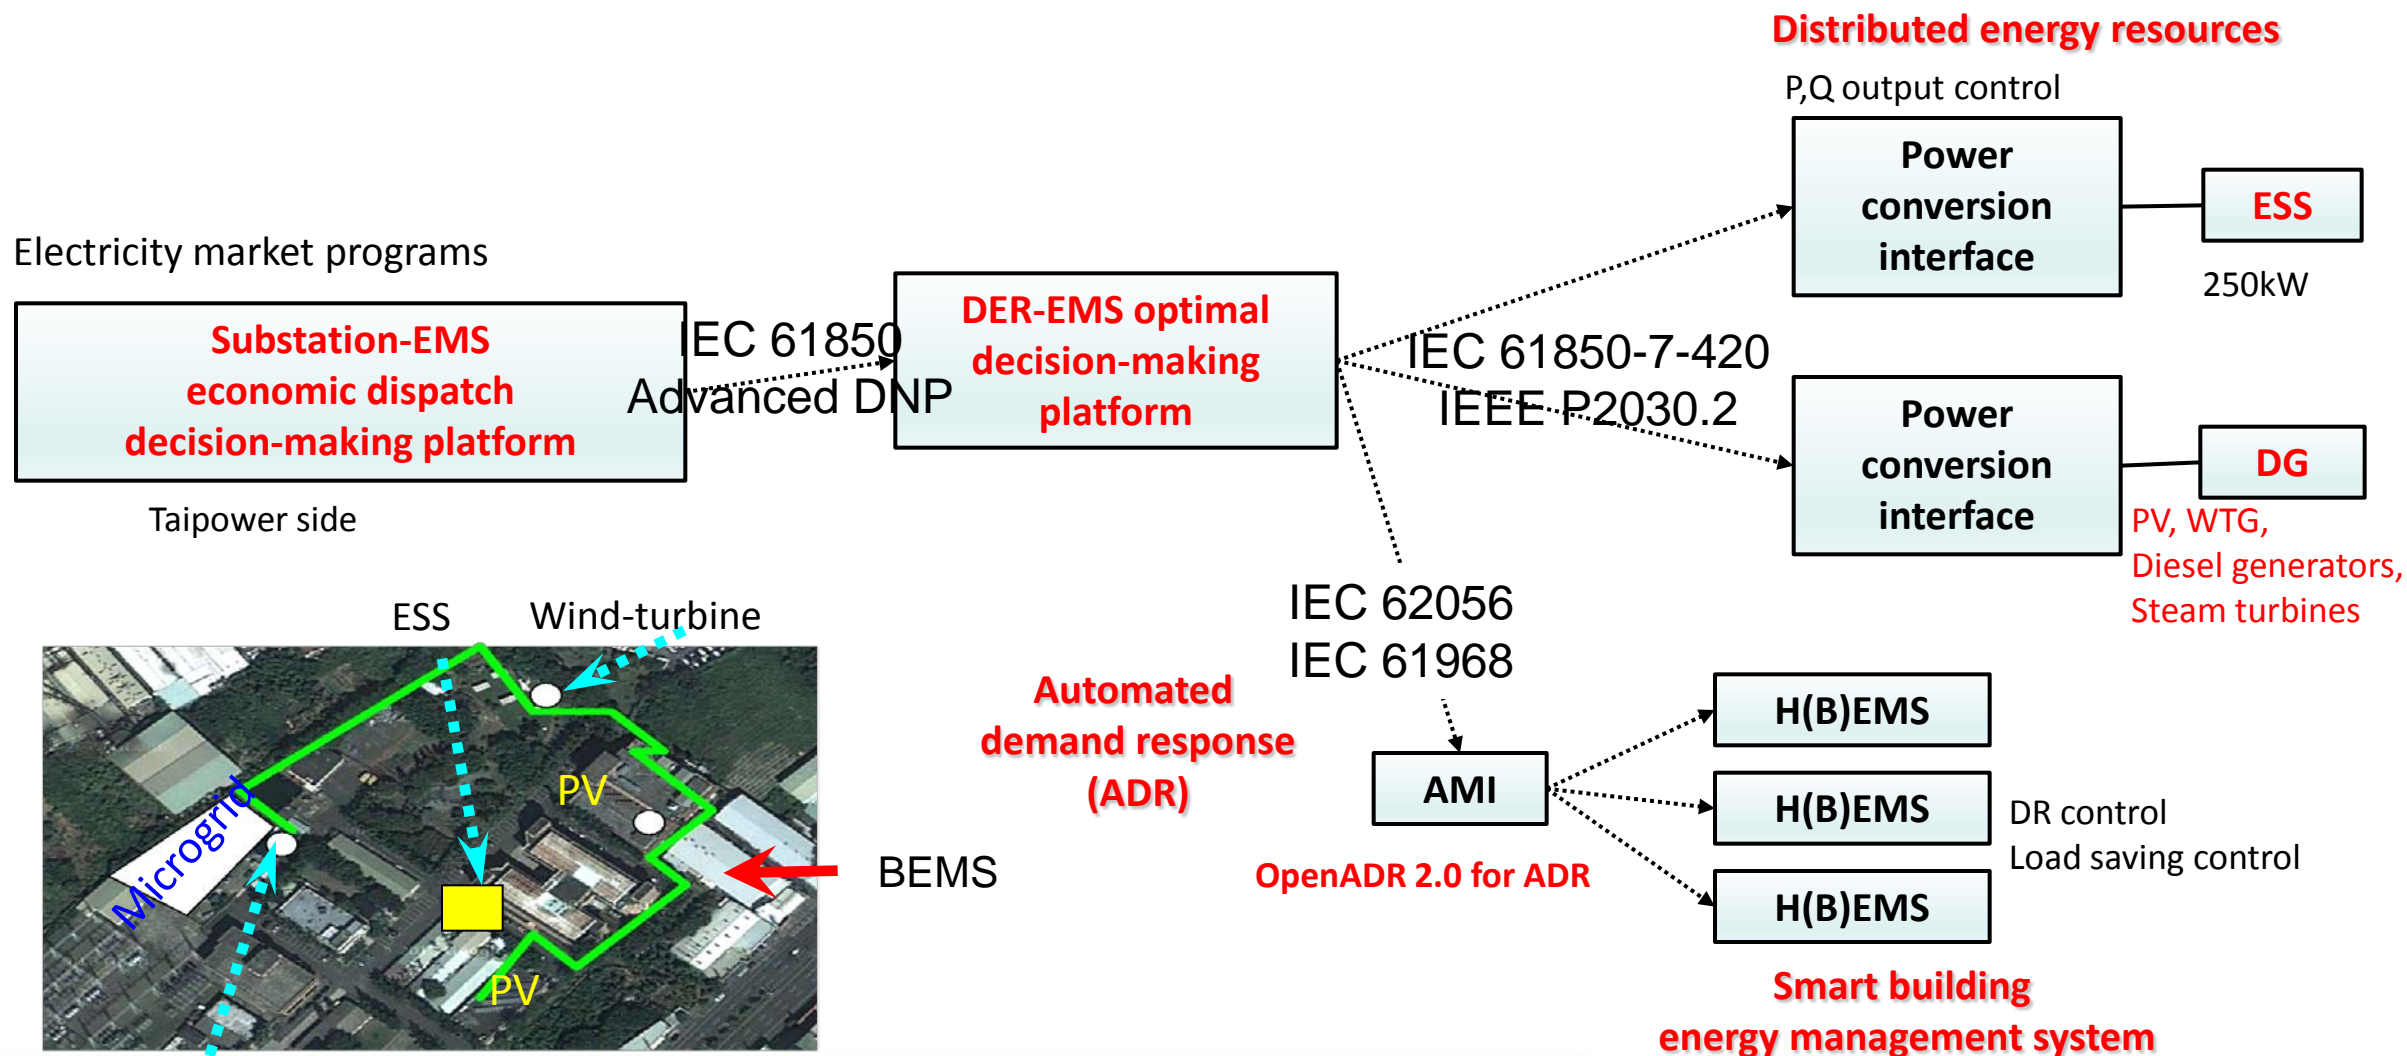 Distributed energy resources
P,Q output control
Power
conversion
interface
ESS
250kW
Electricity market programs
Substation-EMS
economic dispatch
decision-making platform
Taipower side
IEC 61850
Advanced DNP
DER-EMS optimal
decision-making
platform
IEC 61850-7-420
IEEE P2030.2
Power
conversion
interface
DG
PV, WTG,
Diesel generators,
Steam turbines
IEC 62056
IEC 61968
Automated
demand response
(ADR)
AMI
OpenADR 2.0 for ADR
H(B)EMS
H(B)EMS
H(B)EMS
DR control
Load saving control
Smart building
energy management system
ESS
Wind-turbine
PV
Microgrid
PV
BEMS